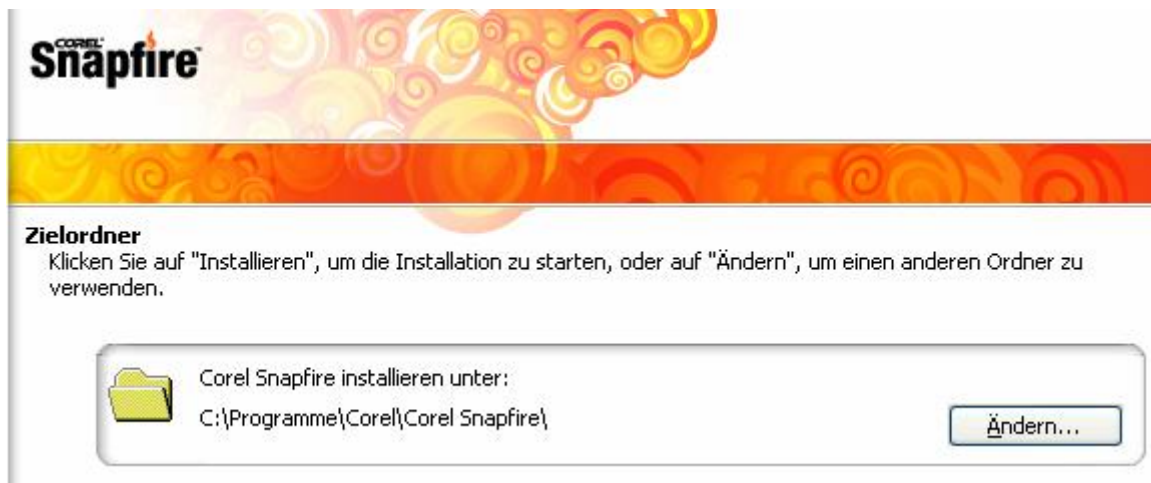 COREL
Snapfire™
Zielordner
Klicken Sie auf "Installieren", um die Installation zu starten, oder auf "Ändern", um einen anderen Ordner zu
verwenden.
Corel Snapfire installieren unter:
C:\Programme\Corel\Corel Snapfire\
Ändern...